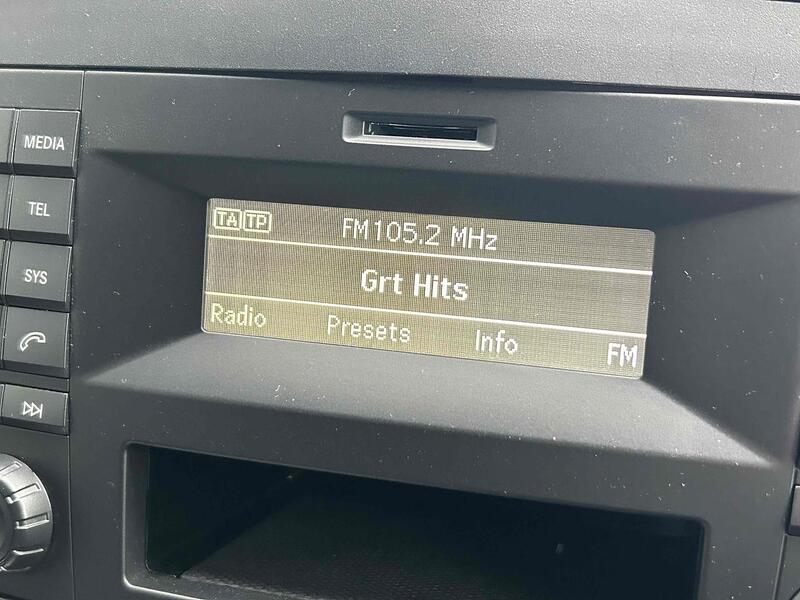 MEDIA
TEL
SYS
TA TP FM105.2 MHz
Grt Hits
Radio Presets Info FM